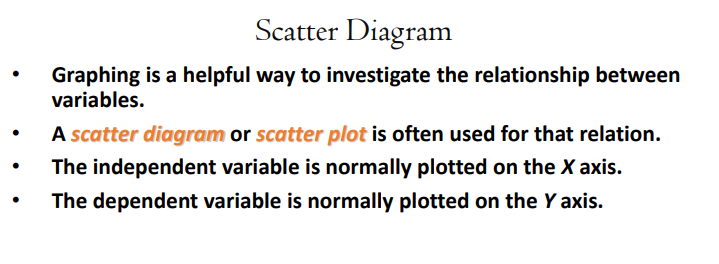 Scatter Diagram
• Graphing is a helpful way to investigate the relationship between
variables.
• A scatter diagram or scatter plot is often used for that relation.
• The independent variable is normally plotted on the X axis.
• The dependent variable is normally plotted on the Y axis.